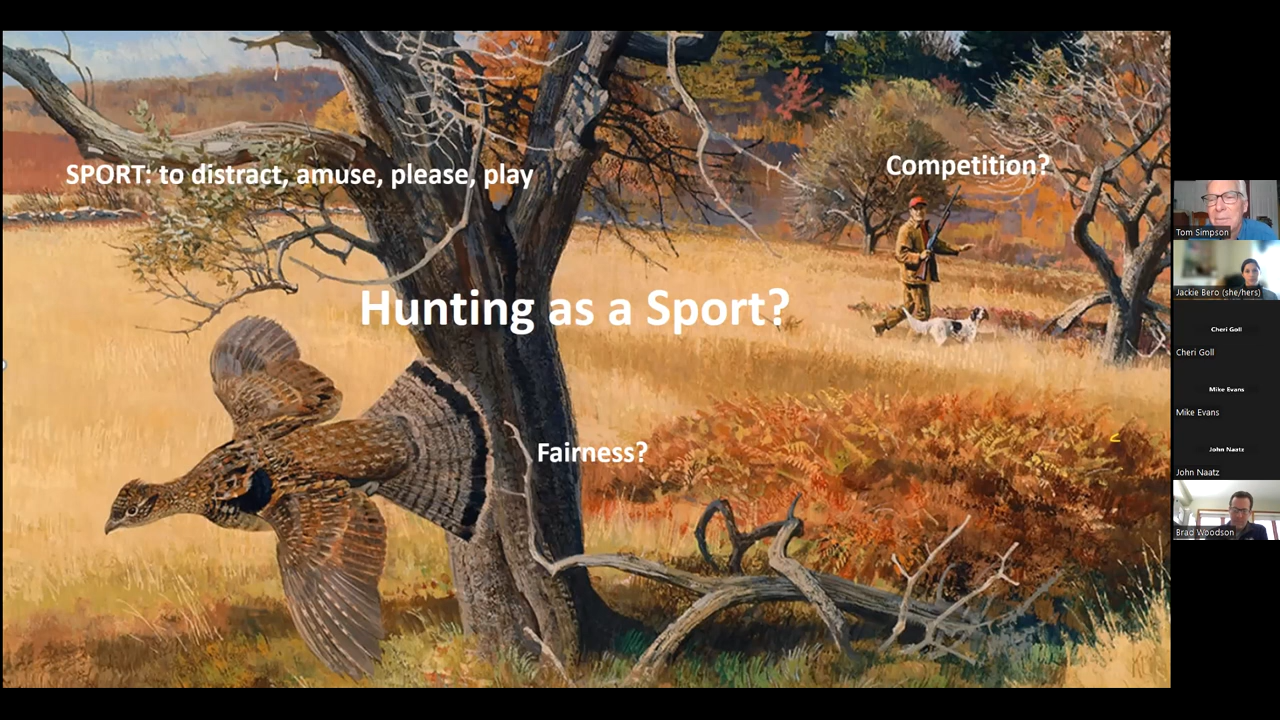 SPORT: to distract, amuse, please, play
Competition?
Hunting as a Sport?
Fairness?
Tom Simpson
Jackie Bero (she/hers)
Cheri Goll
Cheri Goll
Mike Evans
Mike Evans
John Naatz
John Naatz
Brad Woodson